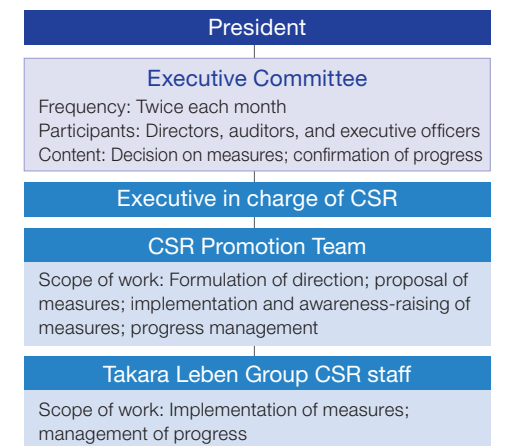 President
Executive Committee
Frequency: Twice each month
Participants: Directors, auditors, and executive officers
Content: Decision on measures; confirmation of progress
Executive in charge of CSR
CSR Promotion Team
Scope of work: Formulation of direction; proposal of
measures; implementation and awareness-raising of
measures; progress management
Takara Leben Group CSR staff
Scope of work: Implementation of measures;
management of progress